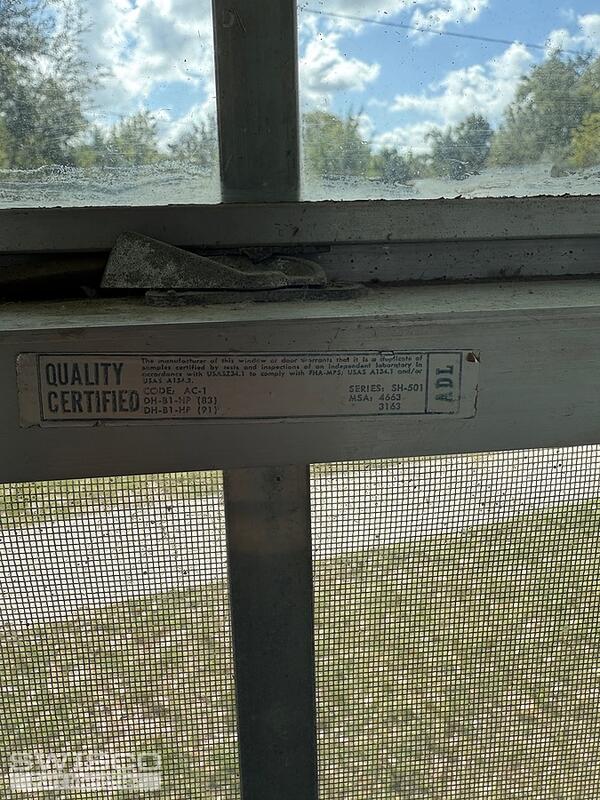 QUALITY
CERTIFIED
The manufacturer of this window or door warrants that it is a duplicate of
samples certified by tests and inspections of an independent laboratory in
accordance with USASZ34.1 to comply with FHA-MPS; USAS A134.1 and/or
USAS A134.2.
CODE: AC-1
DH-B1-NP (83)
DH-B1-HP (91)
SERIES: SH-501
MSA: 4663
3163
ADL
SWISCO